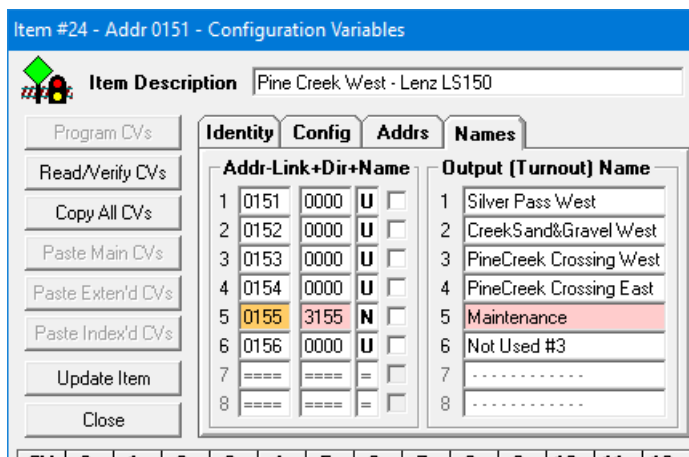 Item #24 - Addr 0151 - Configuration Variables
Item Description Pine Creek West - Lenz LS150
Program CVs
Read/Verify CVs
Copy All CVs
Paste Main CVs
Paste Exten'd CVs
Paste Index'd CVs
Update Item
Close
Identity Config Addrs Names
Addr-Link+Dir+Name
1 0151 0000 U
2 0152 0000 U
3 0153 0000 U
4 0154 0000 U
5 0155 3155 N
6 0156 0000 U
7 ==== ==== =
8 ==== ==== =
Output (Turnout) Name
1 Silver Pass West
2 CreekSand&Gravel West
3 PineCreek Crossing West
4 PineCreek Crossing East
5 Maintenance
6 Not Used #3
7 - - - - - - - - - - - -
8 - - - - - - - - - - - -